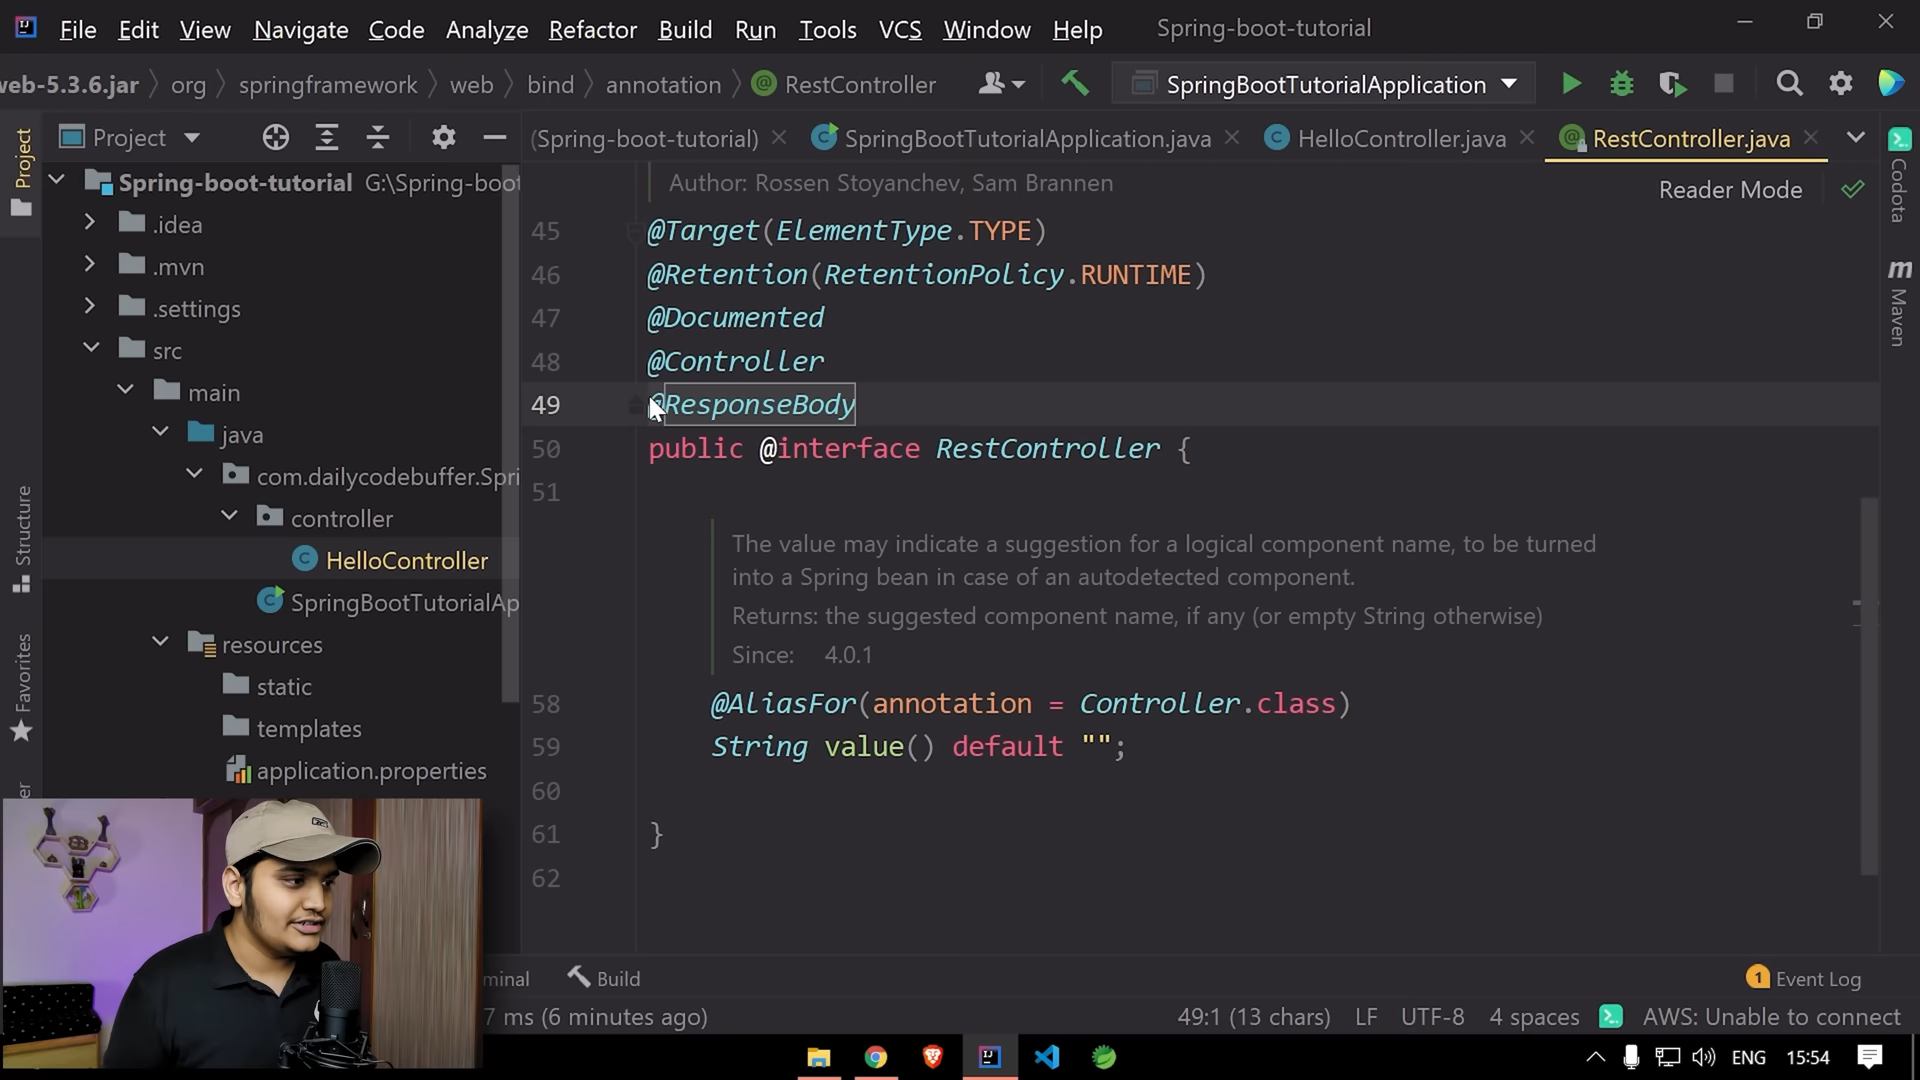 File Edit View Navigate Code Analyze Refactor Build Run Tools VCS Window Help Spring-boot-tutorial
web-5.3.6.jar org springframework web bind annotation RestController SpringBootTutorialApplication
Project
(Spring-boot-tutorial) SpringBootTutorialApplication.java HelloController.java RestController.java
Project
Structure
Favorites
Spring-boot-tutorial G:\Spring-boot
.idea
.mvn
.settings
src
main
java
com.dailycodebuffer.Spri
controller
HelloController
SpringBootTutorialAp
resources
static
templates
application.properties
Author: Rossen Stoyanchev, Sam Brannen
Reader Mode
45 @Target(ElementType.TYPE)
46 @Retention(RetentionPolicy.RUNTIME)
47 @Documented
48 @Controller
49 @ResponseBody
50 public @interface RestController {
51
The value may indicate a suggestion for a logical component name, to be turned
into a Spring bean in case of an autodetected component.
Returns: the suggested component name, if any (or empty String otherwise)
Since: 4.0.1
58 @AliasFor(annotation = Controller.class)
59 String value() default "";
60
61 }
62
Codota
m Maven
minal Build 1 Event Log
7 ms (6 minutes ago) 49:1 (13 chars) LF UTF-8 4 spaces AWS: Unable to connect
ENG 15:54